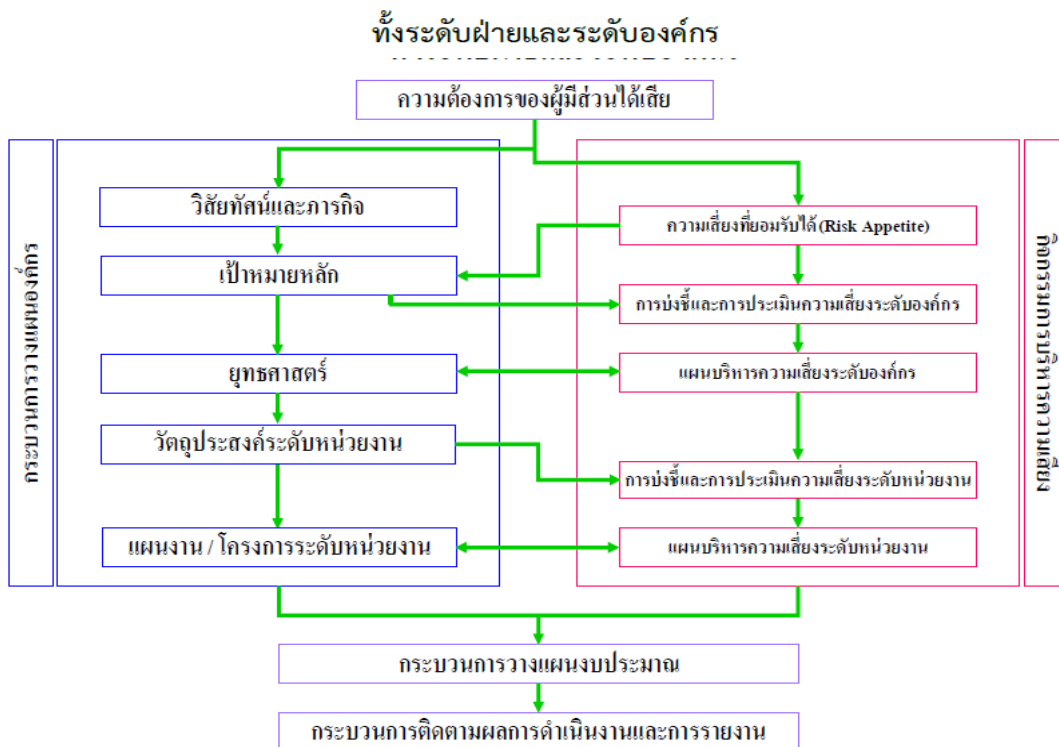 ทั้งระดับฝ่ายและระดับองค์กร
ความต้องการของผู้มีส่วนได้เสีย
กระบวนการวางแผนองค์กร
วิสัยทัศน์และภารกิจ
เป้าหมายหลัก
ยุทธศาสตร์
วัตถุประสงค์ระดับหน่วยงาน
แผนงาน / โครงการระดับหน่วยงาน
ความเสี่ยงที่ยอมรับได้ (Risk Appetite)
การบ่งชี้และการประเมินความเสี่ยงระดับองค์กร
แผนบริหารความเสี่ยงระดับองค์กร
การบ่งชี้และการประเมินความเสี่ยงระดับหน่วยงาน
แผนบริหารความเสี่ยงระดับหน่วยงาน
กิจกรรมการบริหารความเสี่ยง
กระบวนการวางแผนงบประมาณ
กระบวนการติดตามผลการดำเนินงานและการรายงาน